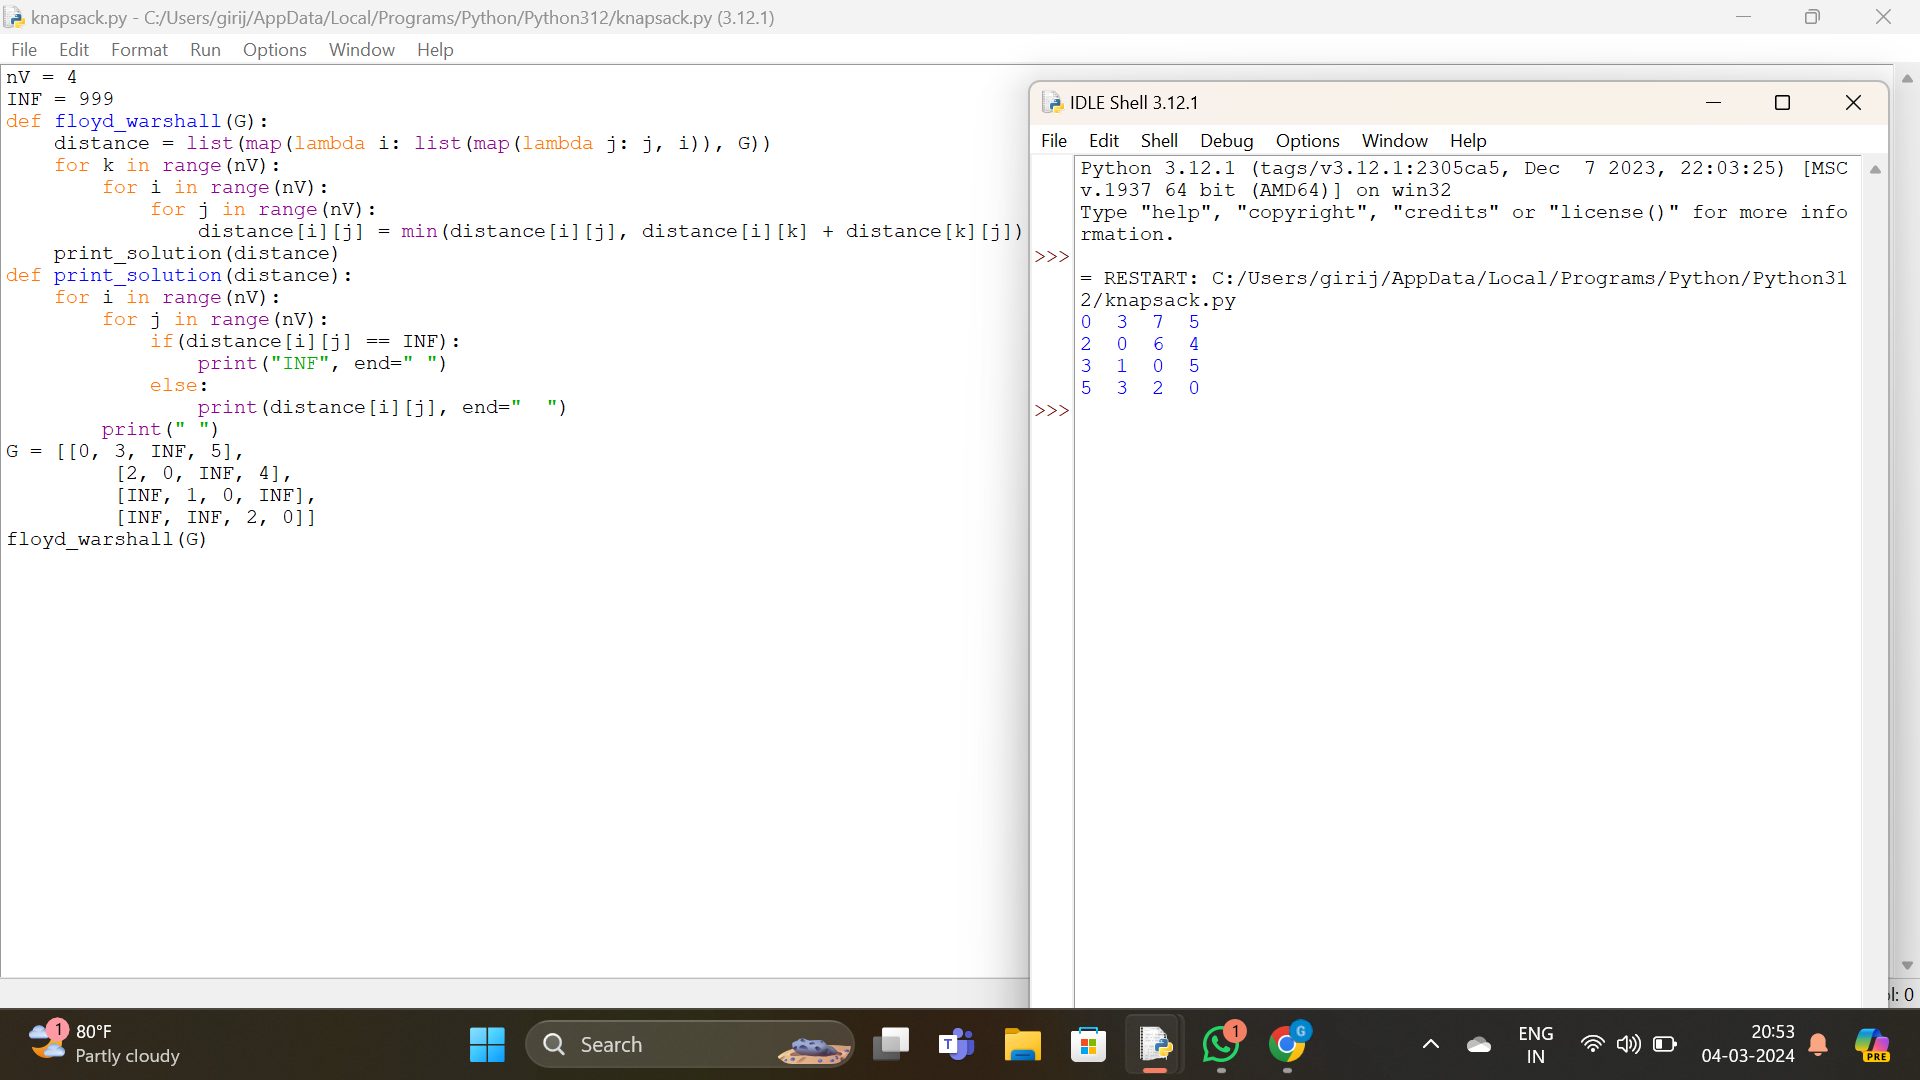 knapsack.py - C:/Users/girij/AppData/Local/Programs/Python/Python312/knapsack.py (3.12.1)
File Edit Format Run Options Window Help
nV = 4
INF = 999
def floyd_warshall(G):
    distance = list(map(lambda i: list(map(lambda j: j, i)), G))
    for k in range(nV):
        for i in range(nV):
            for j in range(nV):
                distance[i][j] = min(distance[i][j], distance[i][k] + distance[k][j])
    print_solution(distance)
def print_solution(distance):
    for i in range(nV):
        for j in range(nV):
            if(distance[i][j] == INF):
                print("INF", end=" ")
            else:
                print(distance[i][j], end="  ")
        print(" ")
G = [[0, 3, INF, 5],
         [2, 0, INF, 4],
         [INF, 1, 0, INF],
         [INF, INF, 2, 0]]
floyd_warshall(G)
IDLE Shell 3.12.1
File Edit Shell Debug Options Window Help
Python 3.12.1 (tags/v3.12.1:2305ca5, Dec  7 2023, 22:03:25) [MSC
v.1937 64 bit (AMD64)] on win32
Type "help", "copyright", "credits" or "license()" for more info
rmation.
>>>
= RESTART: C:/Users/girij/AppData/Local/Programs/Python/Python31
2/knapsack.py
0  3  7  5
2  0  6  4
3  1  0  5
5  3  2  0
>>>
l: 0
1
80°F
Partly cloudy
Search
T
1
G
ENG
IN
20:53
04-03-2024
PRE